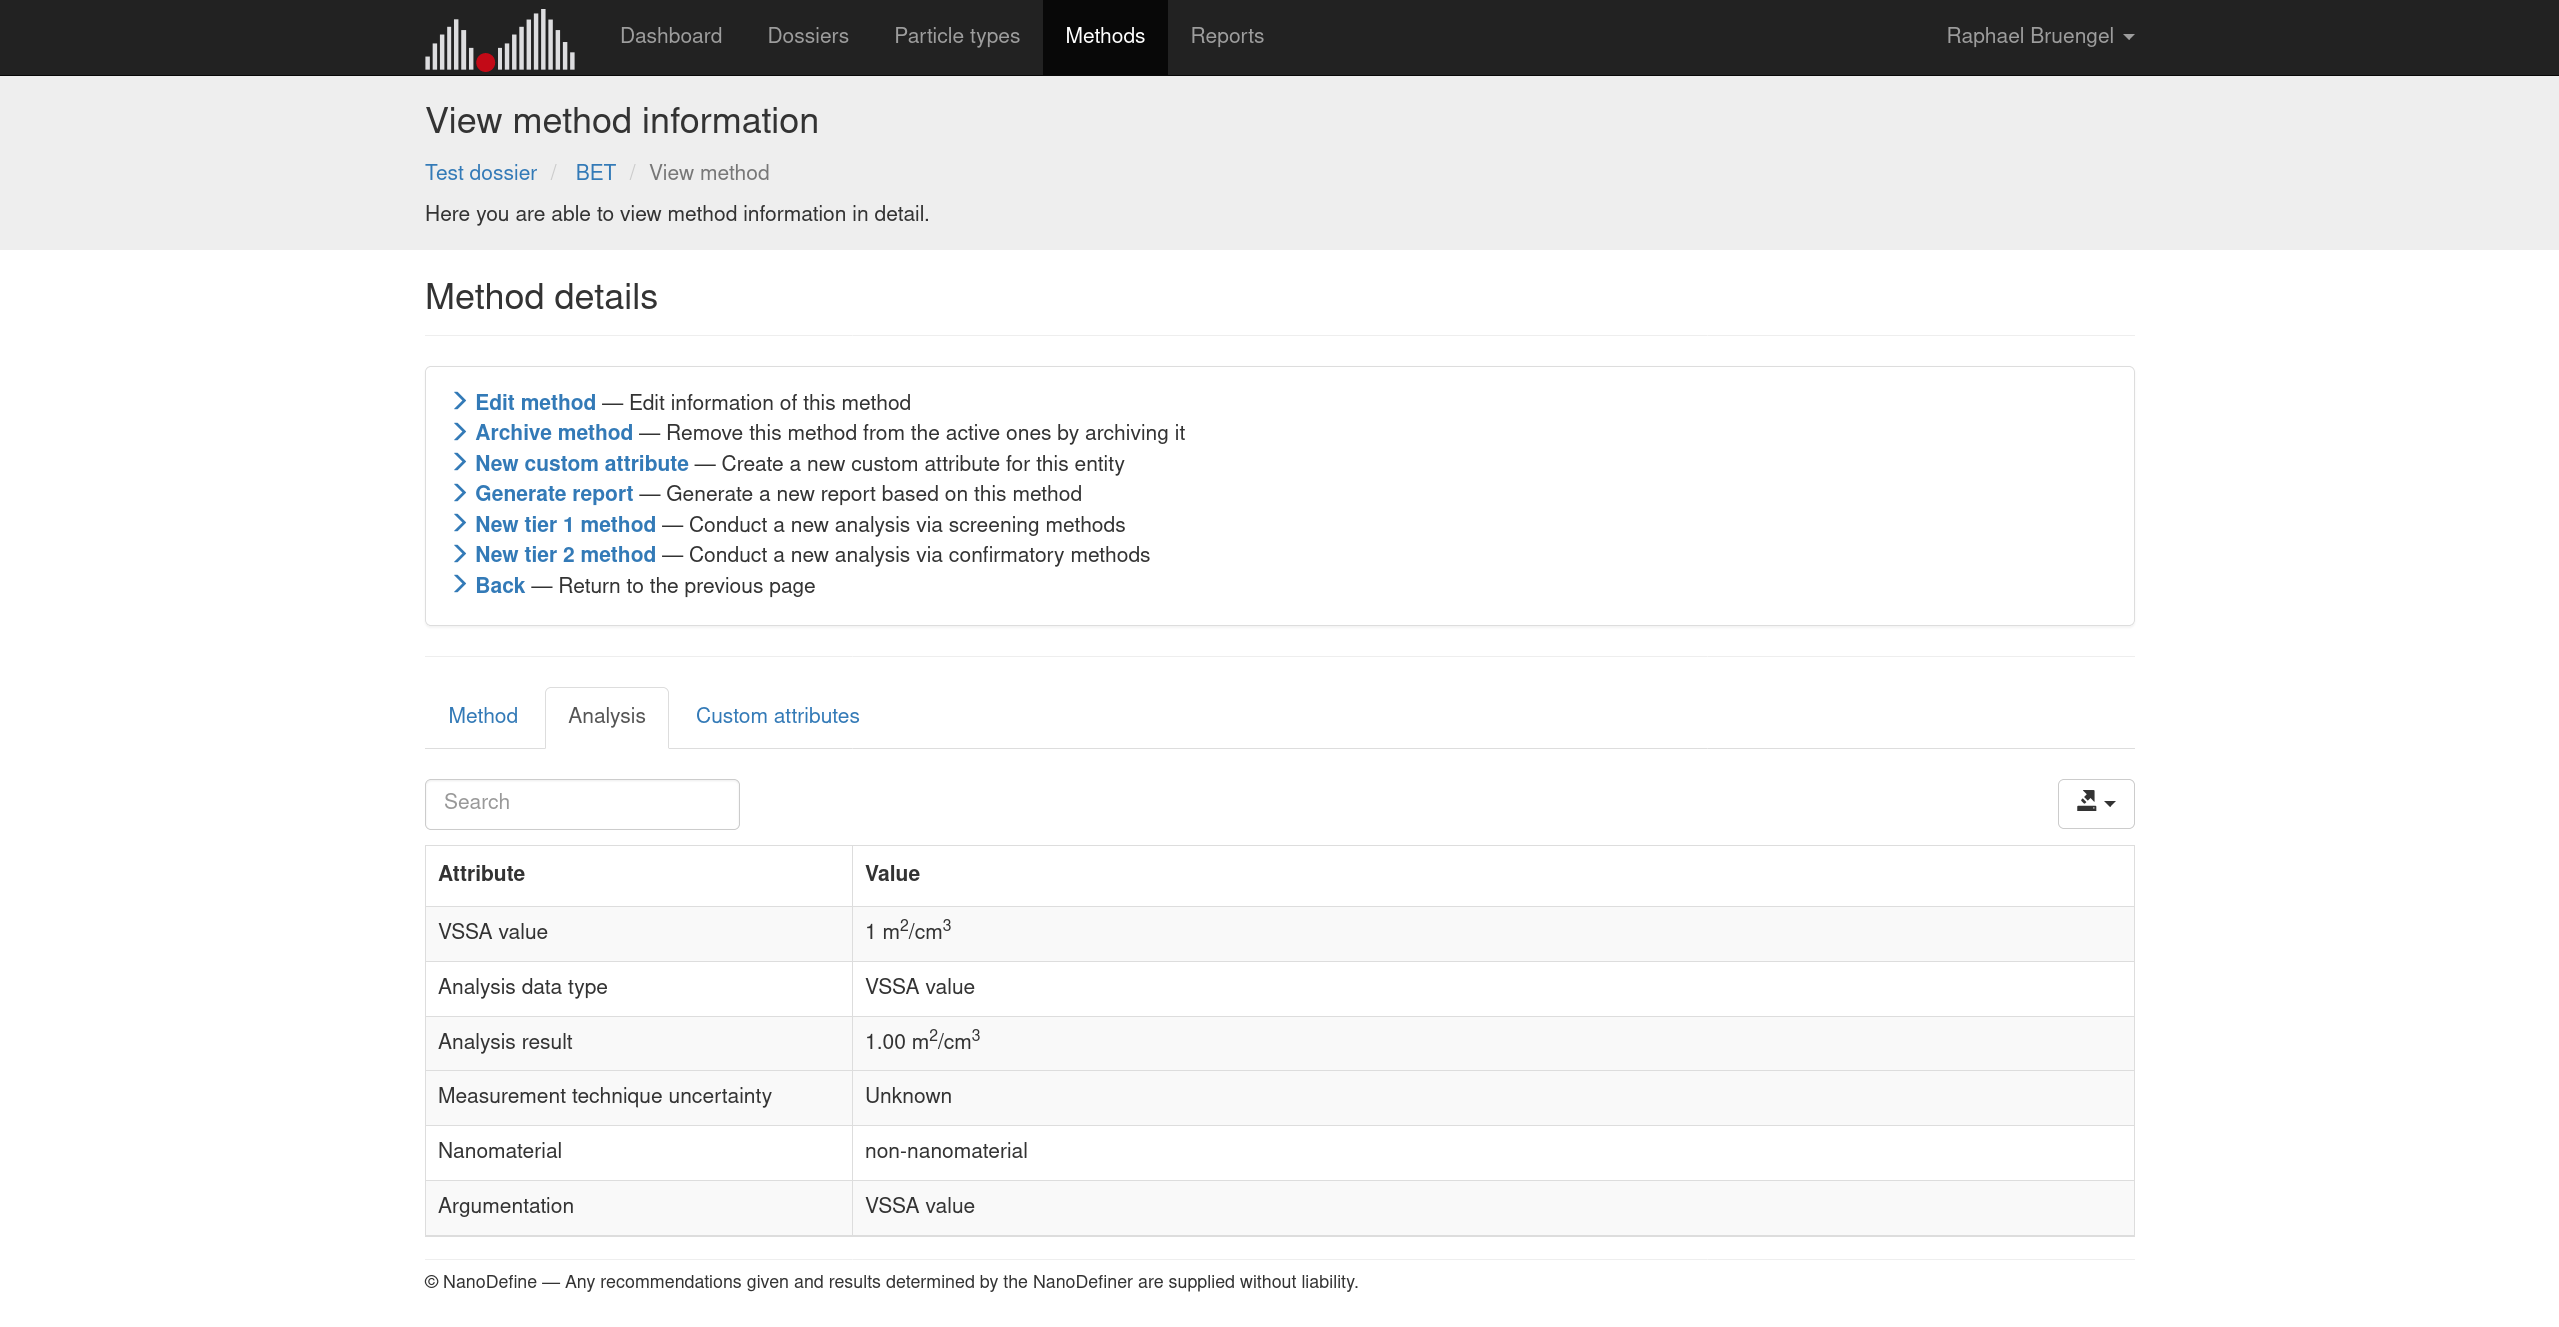 Dashboard Dossiers Particle types Methods Reports Raphael Bruengel
View method information
Test dossier / BET / View method
Here you are able to view method information in detail.
Method details
Edit method — Edit information of this method
Archive method — Remove this method from the active ones by archiving it
New custom attribute — Create a new custom attribute for this entity
Generate report — Generate a new report based on this method
New tier 1 method — Conduct a new analysis via screening methods
New tier 2 method — Conduct a new analysis via confirmatory methods
Back — Return to the previous page
Method Analysis Custom attributes
Search
Attribute Value
VSSA value 1 m²/cm³
Analysis data type VSSA value
Analysis result 1.00 m²/cm³
Measurement technique uncertainty Unknown
Nanomaterial non-nanomaterial
Argumentation VSSA value
© NanoDefine — Any recommendations given and results determined by the NanoDefiner are supplied without liability.